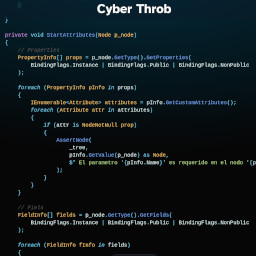 Cyber Throb
}
private void StartAttributes(Node p_node)
{
// Properties
PropertyInfo[] props = p_node.GetType().GetProperties(
BindingFlags.Instance | BindingFlags.Public | BindingFlags.NonPublic
);
foreach (PropertyInfo pInfo in props)
{
IEnumerable<Attribute> attributes = pInfo.GetCustomAttributes();
foreach (Attribute attr in attributes)
{
if (attr is NodeNotNull prop)
{
AssertNode(
_tree,
pInfo.GetValue(p_node) as Node,
$" El parametro '{pInfo.Name}' es requerido en el nodo '{p
);
}
}
}
// Fields
FieldInfo[] fields = p_node.GetType().GetFields(
BindingFlags.Instance | BindingFlags.Public | BindingFlags.NonPublic
);
foreach (FieldInfo fInfo in fields)
{